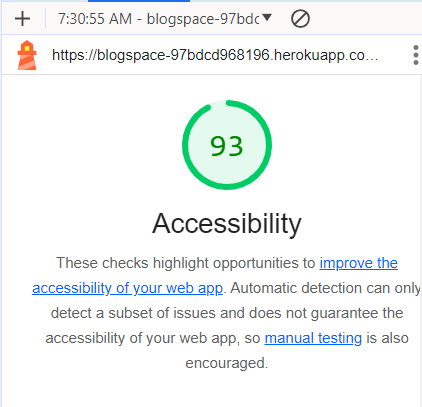 7:30:55 AM - blogspace-97bdc
https://blogspace-97bdcd968196.herokuapp.co…
93
Accessibility
These checks highlight opportunities to improve the
accessibility of your web app. Automatic detection can only
detect a subset of issues and does not guarantee the
accessibility of your web app, so manual testing is also
encouraged.